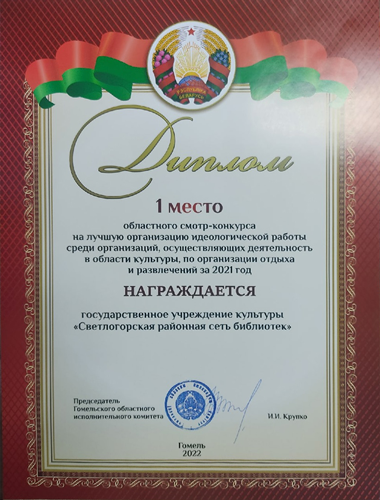 Диплом
1 место
областного смотр-конкурса
на лучшую организацию идеологической работы
среди организаций, осуществляющих деятельность
в области культуры, по организации отдыха
и развлечений за 2021 год
НАГРАЖДАЕТСЯ
государственное учреждение культуры
«Светлогорская районная сеть библиотек»
Председатель
Гомельского областного
исполнительного комитета
И.И. Крупко
Гомель
2022